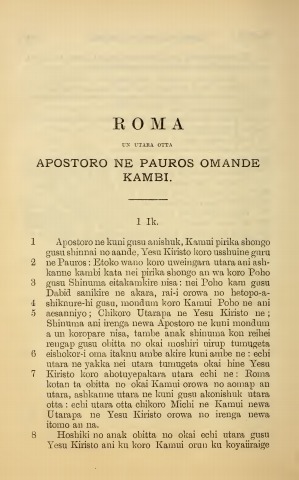 ROMA
UN UTARA OTTA
APOSTORO NE PAUROS OMANDE
KAMBI.
1 Ik.
1 Apostoro ne kuni gusu anishuk, Kamui pirika shongo
gusu shinnai no aande, Yesu Kiristo koro usshuine guru
2 ne Pauros: Etoko wano koro uweingara utara ani ash-
kanne kambi kata nei pirika shongo an wa koro Poho
3 gusu Shinuma eitakamkire nisa: nei Poho kam gusu
Dabid sanikire ne akara, rai-i orowa no hetopo-a-
4 shiknure-hi gusu, mondum koro Kamui Poho ne ani
5 aesanniyo; Chikoro Utarapa ne Yesu Kiristo ne;
Shinuma ani irenga newa Apostoro ne kuni mondum
a un koropare nisa, tambe anak shinuma kon reihei
rengap gusu obitta no okai moshiri uirup tumugeta
6 eishokor-i oma itaknu ambe akire kuni ambe ne: echi
utara ne yakka nei utara tumugeta okai hine Yesu
7 Kiristo koro ahotuyepakara utara echi ne: Roma
kotan ta obitta no okai Kamui orowa no aomap an
utara, ashkanne utara ne kuni gusu akonishuk utara
otta: echi utara otta chikoro Michi ne Kamui newa
Utarapa ne Yesu Kiristo orowa no irenga newa
itomo an na.
8 Hoshiki no anak obitta no okai echi utara gusu
Yesu Kiristo ani ku koro Kamui orun ku koyaiiraige